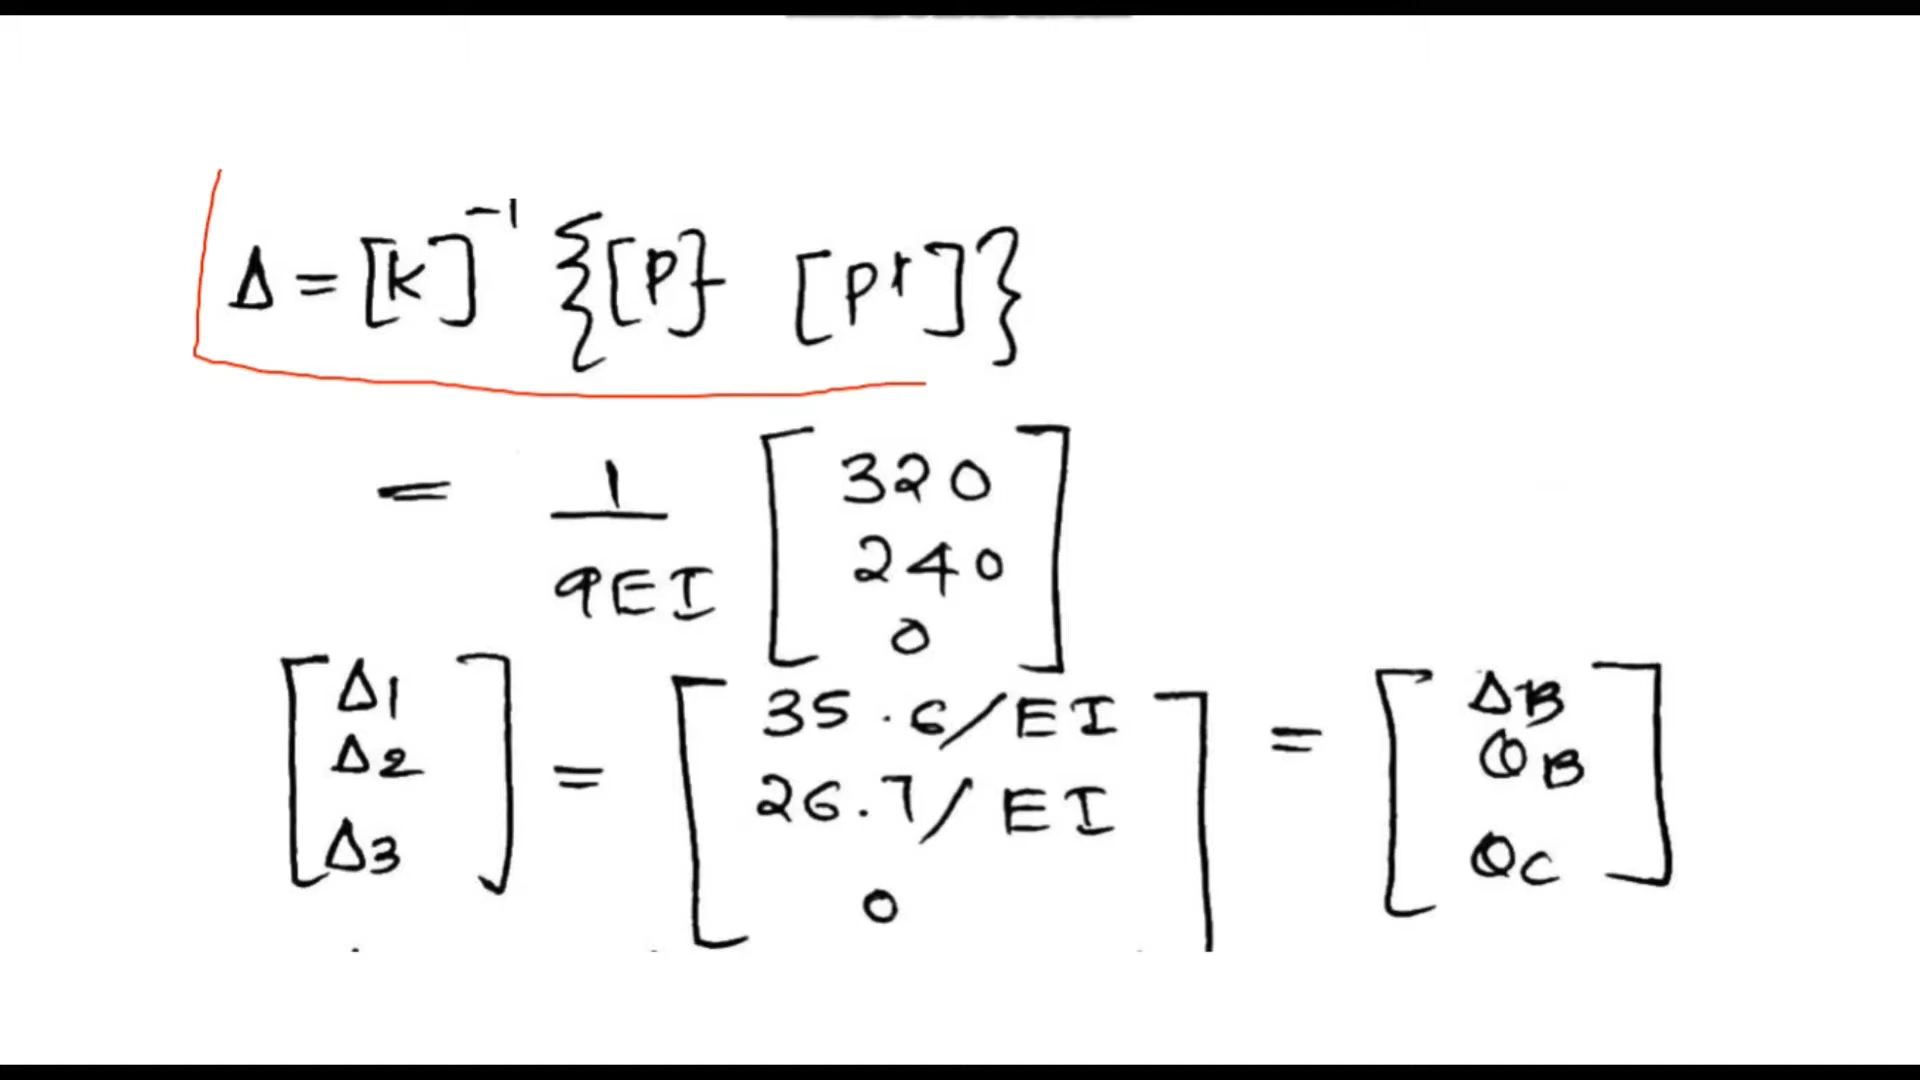 Δ = [K]⁻¹ {[P] - [P']}
= 1/9EI [320 240 0]
[Δ1 Δ2 Δ3] = [35.6/EI 26.7/EI 0] = [ΔB θB θC]